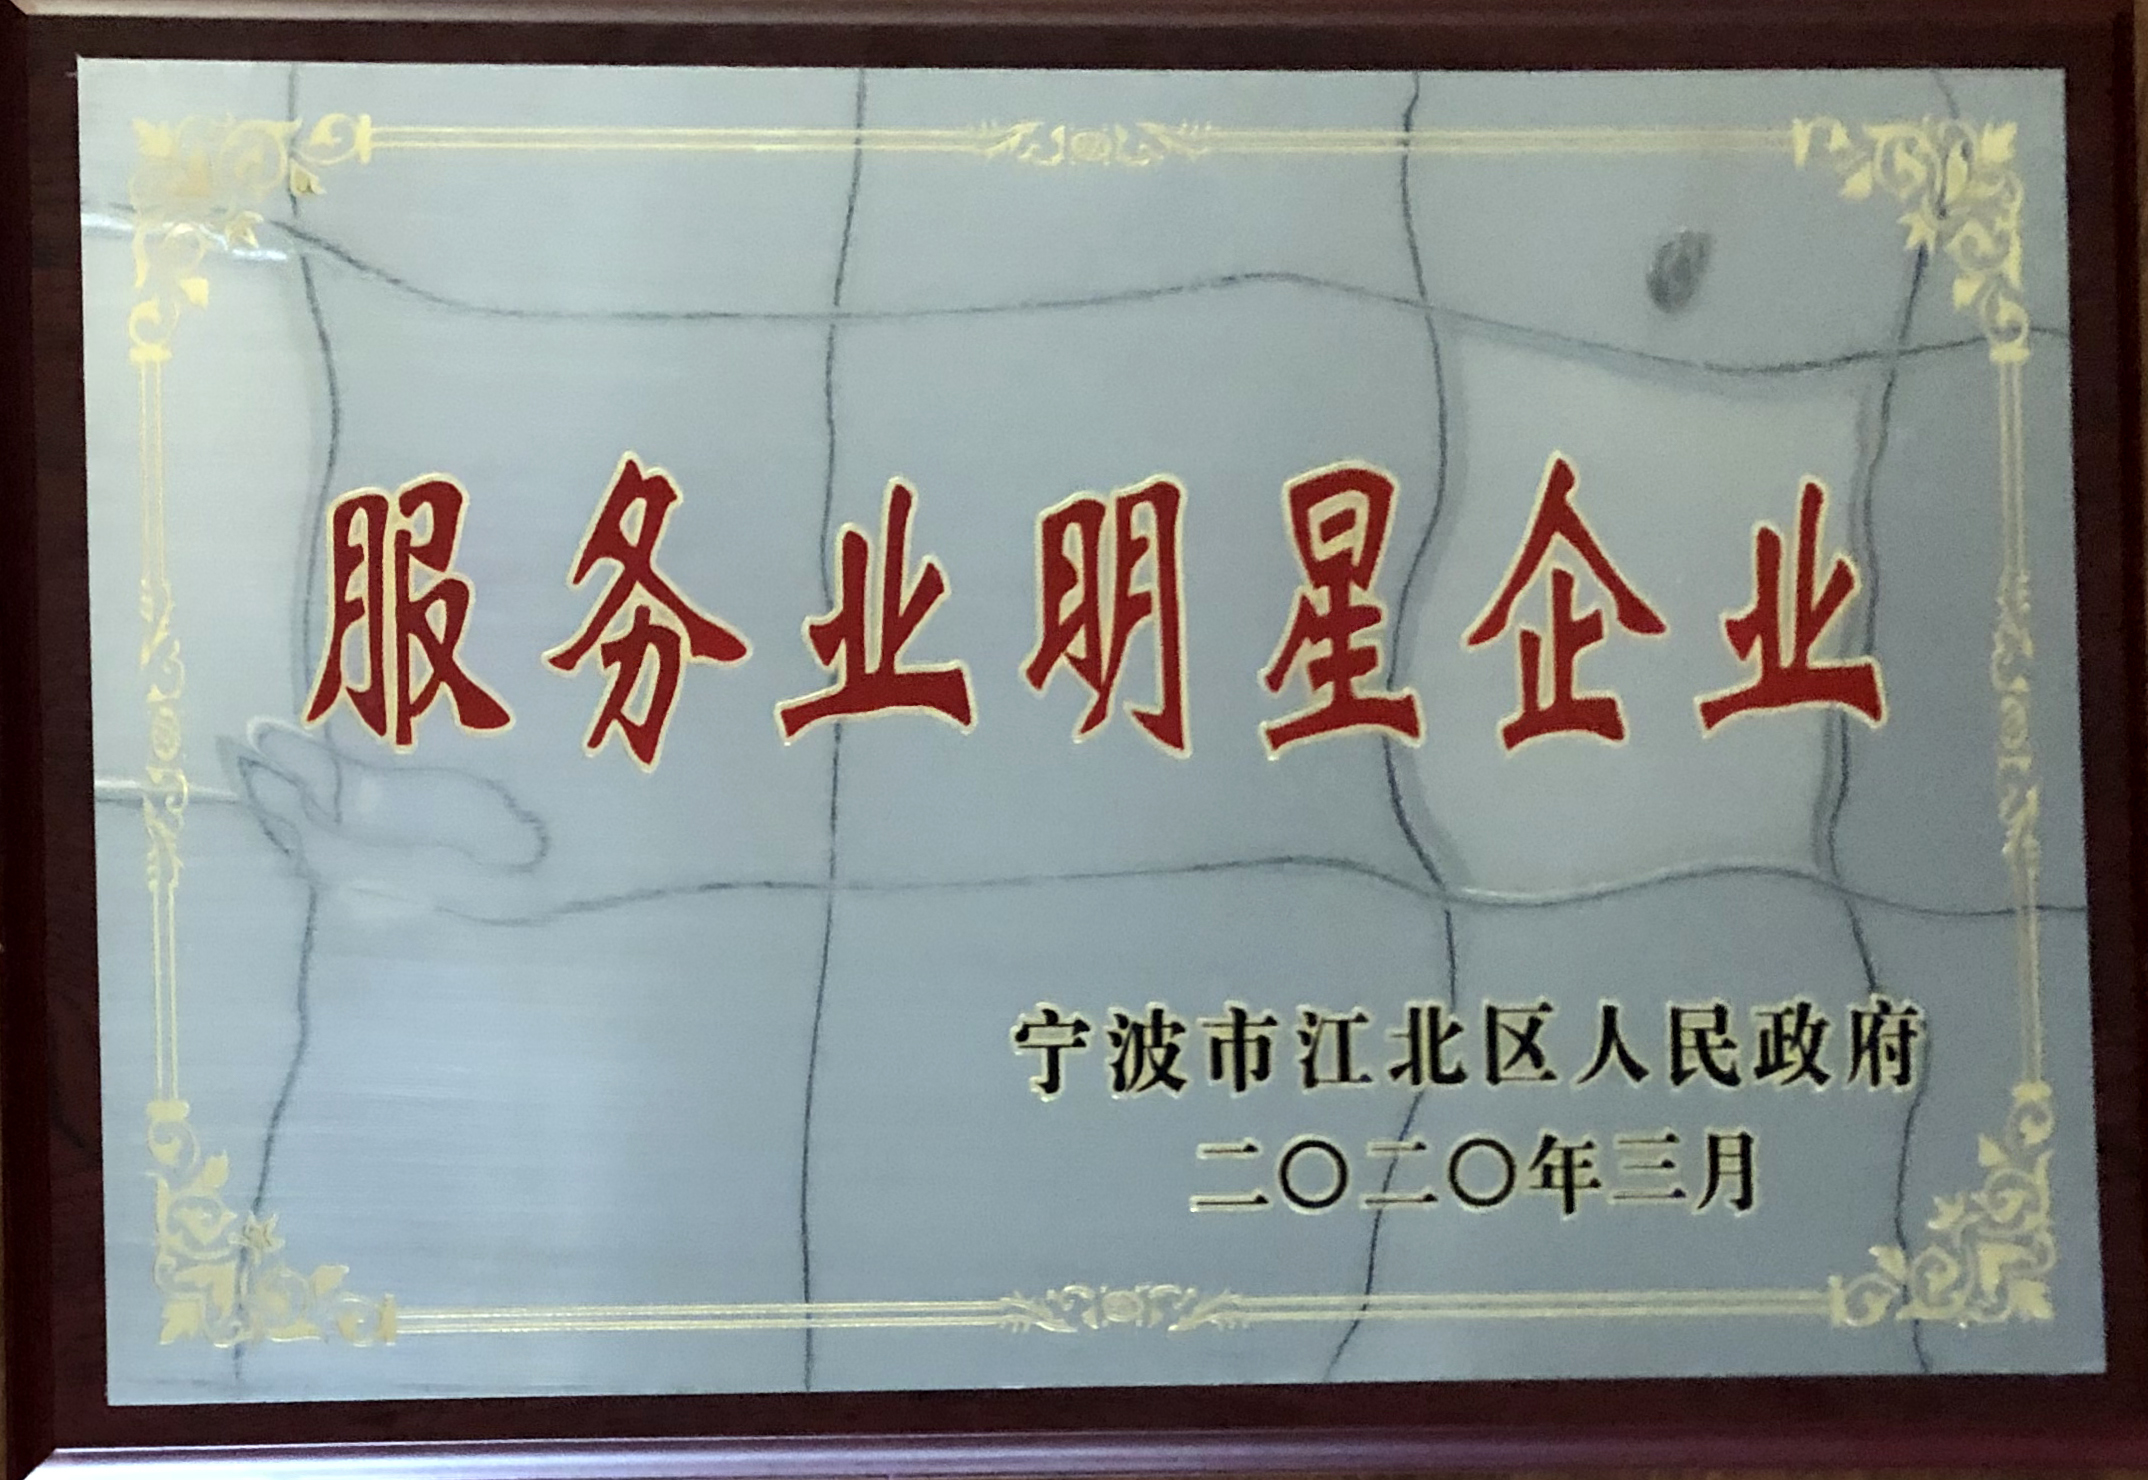 服务业明星企业
宁波市江北区人民政府
二〇二〇年三月